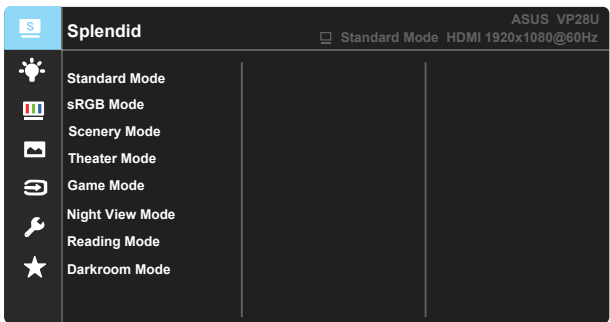 S
Splendid
ASUS VP28U
Standard Mode HDMI 1920x1080@60Hz
Standard Mode
sRGB Mode
Scenery Mode
Theater Mode
Game Mode
Night View Mode
Reading Mode
Darkroom Mode